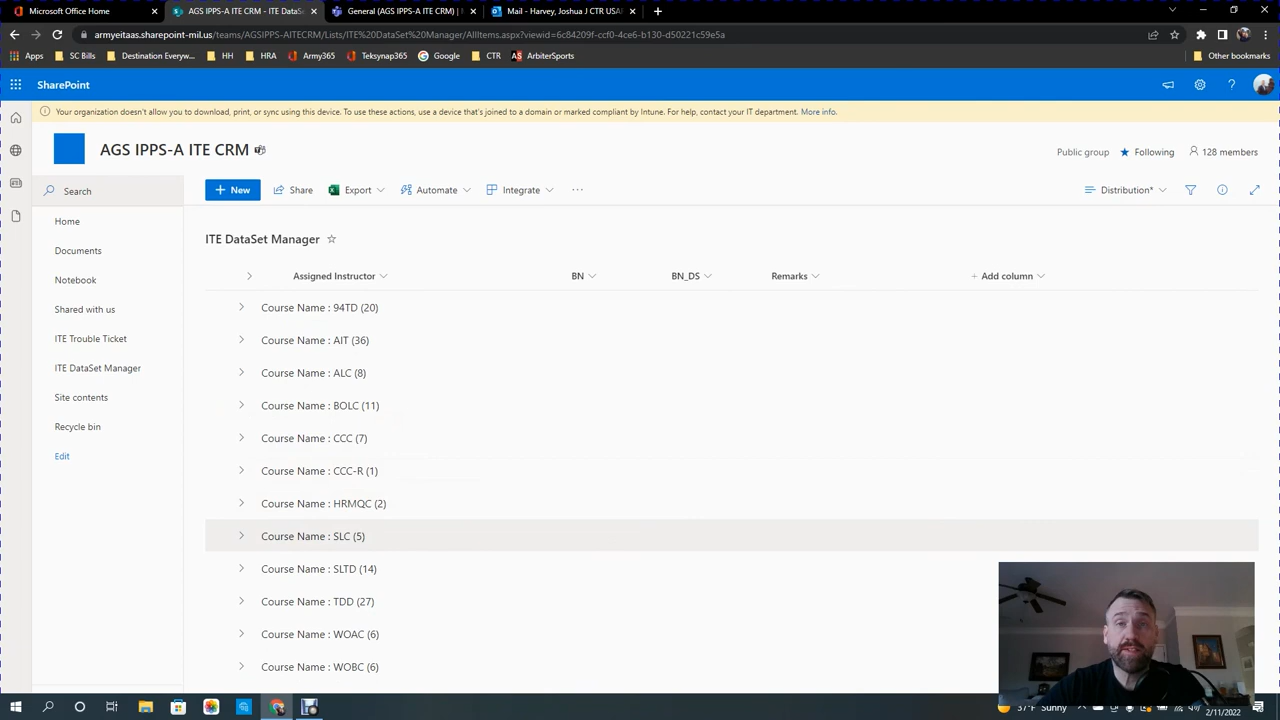 Microsoft Office Home
AGS IPPS-A ITE CRM - ITE DataSe
General (AGS IPPS-A ITE CRM) |
Mail - Harvey, Joshua J CTR USAF
armyeitaas.sharepoint-mil.us/teams/AGSIPPS-AITECRM/Lists/ITE%20DataSet%20Manager/AllItems.aspx?viewid=6c84209f-ccf0-4ce6-b130-d50221c59e5a
Apps
SC Bills
Destination Everyw...
HH
HRA
Army365
Teksynap365
Google
CTR
ArbiterSports
Other bookmarks
SharePoint
Your organization doesn't allow you to download, print, or sync using this device. To use these actions, use a device that's joined to a domain or marked compliant by Intune. For help, contact your IT department. More info.
AGS IPPS-A ITE CRM
Public group
Following
128 members
Search
New
Share
Export
Automate
Integrate
Distribution*
Home
Documents
Notebook
Shared with us
ITE Trouble Ticket
ITE DataSet Manager
Site contents
Recycle bin
Edit
ITE DataSet Manager
Assigned Instructor
BN
BN_DS
Remarks
Add column
Course Name : 94TD (20)
Course Name : AIT (36)
Course Name : ALC (8)
Course Name : BOLC (11)
Course Name : CCC (7)
Course Name : CCC-R (1)
Course Name : HRMQC (2)
Course Name : SLC (5)
Course Name : SLTD (14)
Course Name : TDD (27)
Course Name : WOAC (6)
Course Name : WOBC (6)
37°F Sunny
2/11/2022